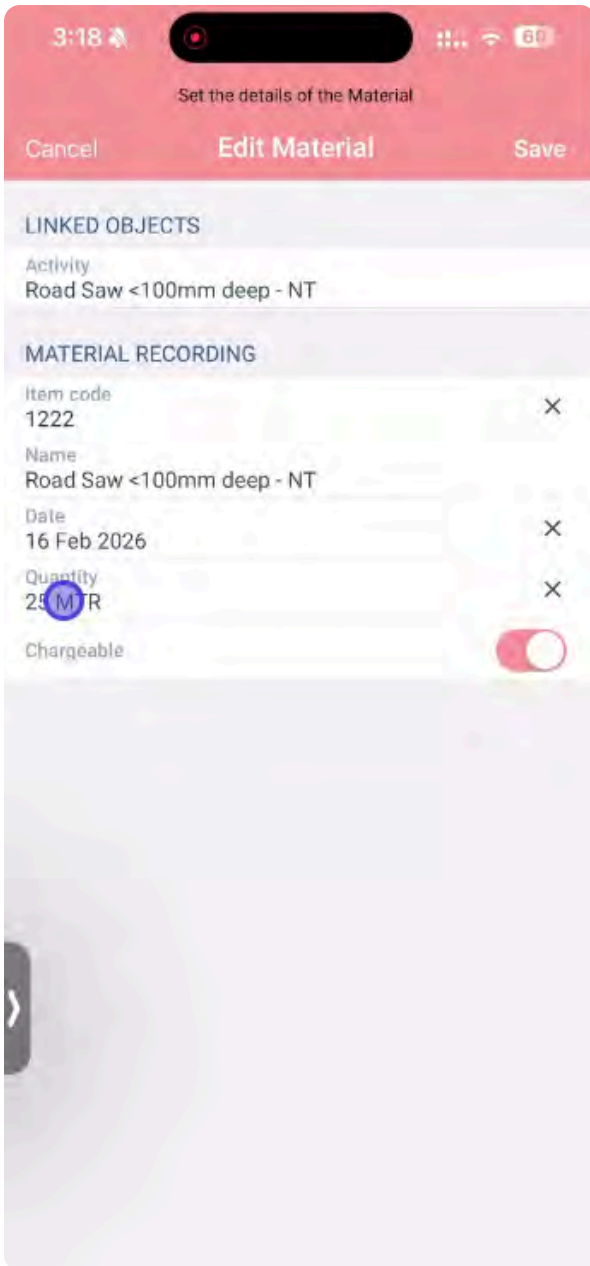 3:18
60
Set the details of the Material
Cancel
Edit Material
Save
LINKED OBJECTS
Activity
Road Saw <100mm deep - NT
MATERIAL RECORDING
Item code
1222
Name
Road Saw <100mm deep - NT
Date
16 Feb 2026
Quantity
25 MTR
Chargeable